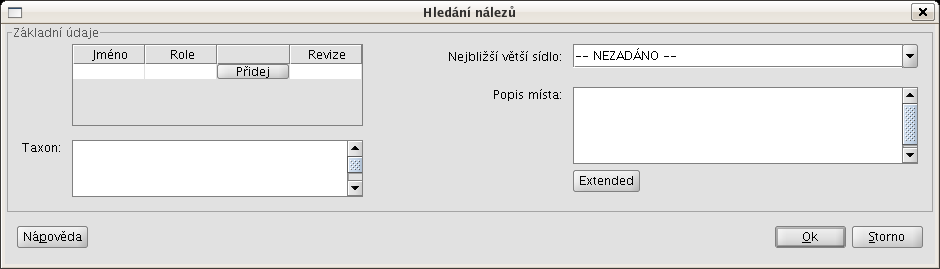 Hledání nálezů
Základní údaje
Jméno Role Revize
Přidej
Taxon:
Nejbližší větší sídlo: -- NEZADÁNO --
Popis místa:
Extended
Nápověda Ok Storno